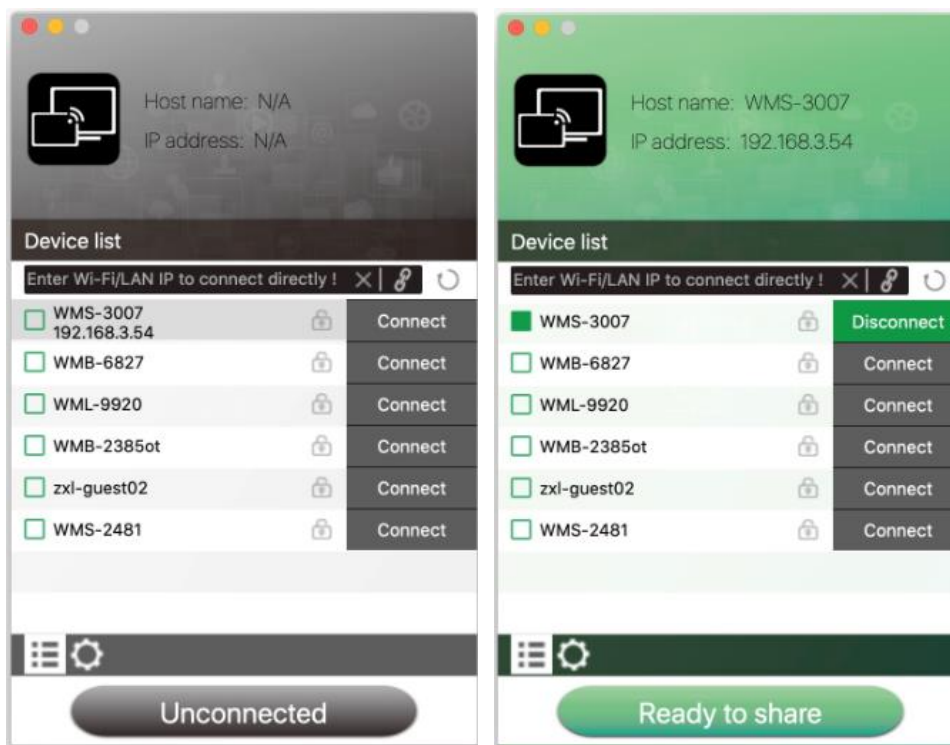 Host name: N/A
IP address: N/A
Device list
Enter Wi-Fi/LAN IP to connect directly !
WMS-3007
192.168.3.54
Connect
WMB-6827
Connect
WML-9920
Connect
WMB-2385ot
Connect
zxl-guest02
Connect
WMS-2481
Connect
Unconnected
Host name: WMS-3007
IP address: 192.168.3.54
Device list
Enter Wi-Fi/LAN IP to connect directly !
WMS-3007
Disconnect
WMB-6827
Connect
WML-9920
Connect
WMB-2385ot
Connect
zxl-guest02
Connect
WMS-2481
Connect
Ready to share